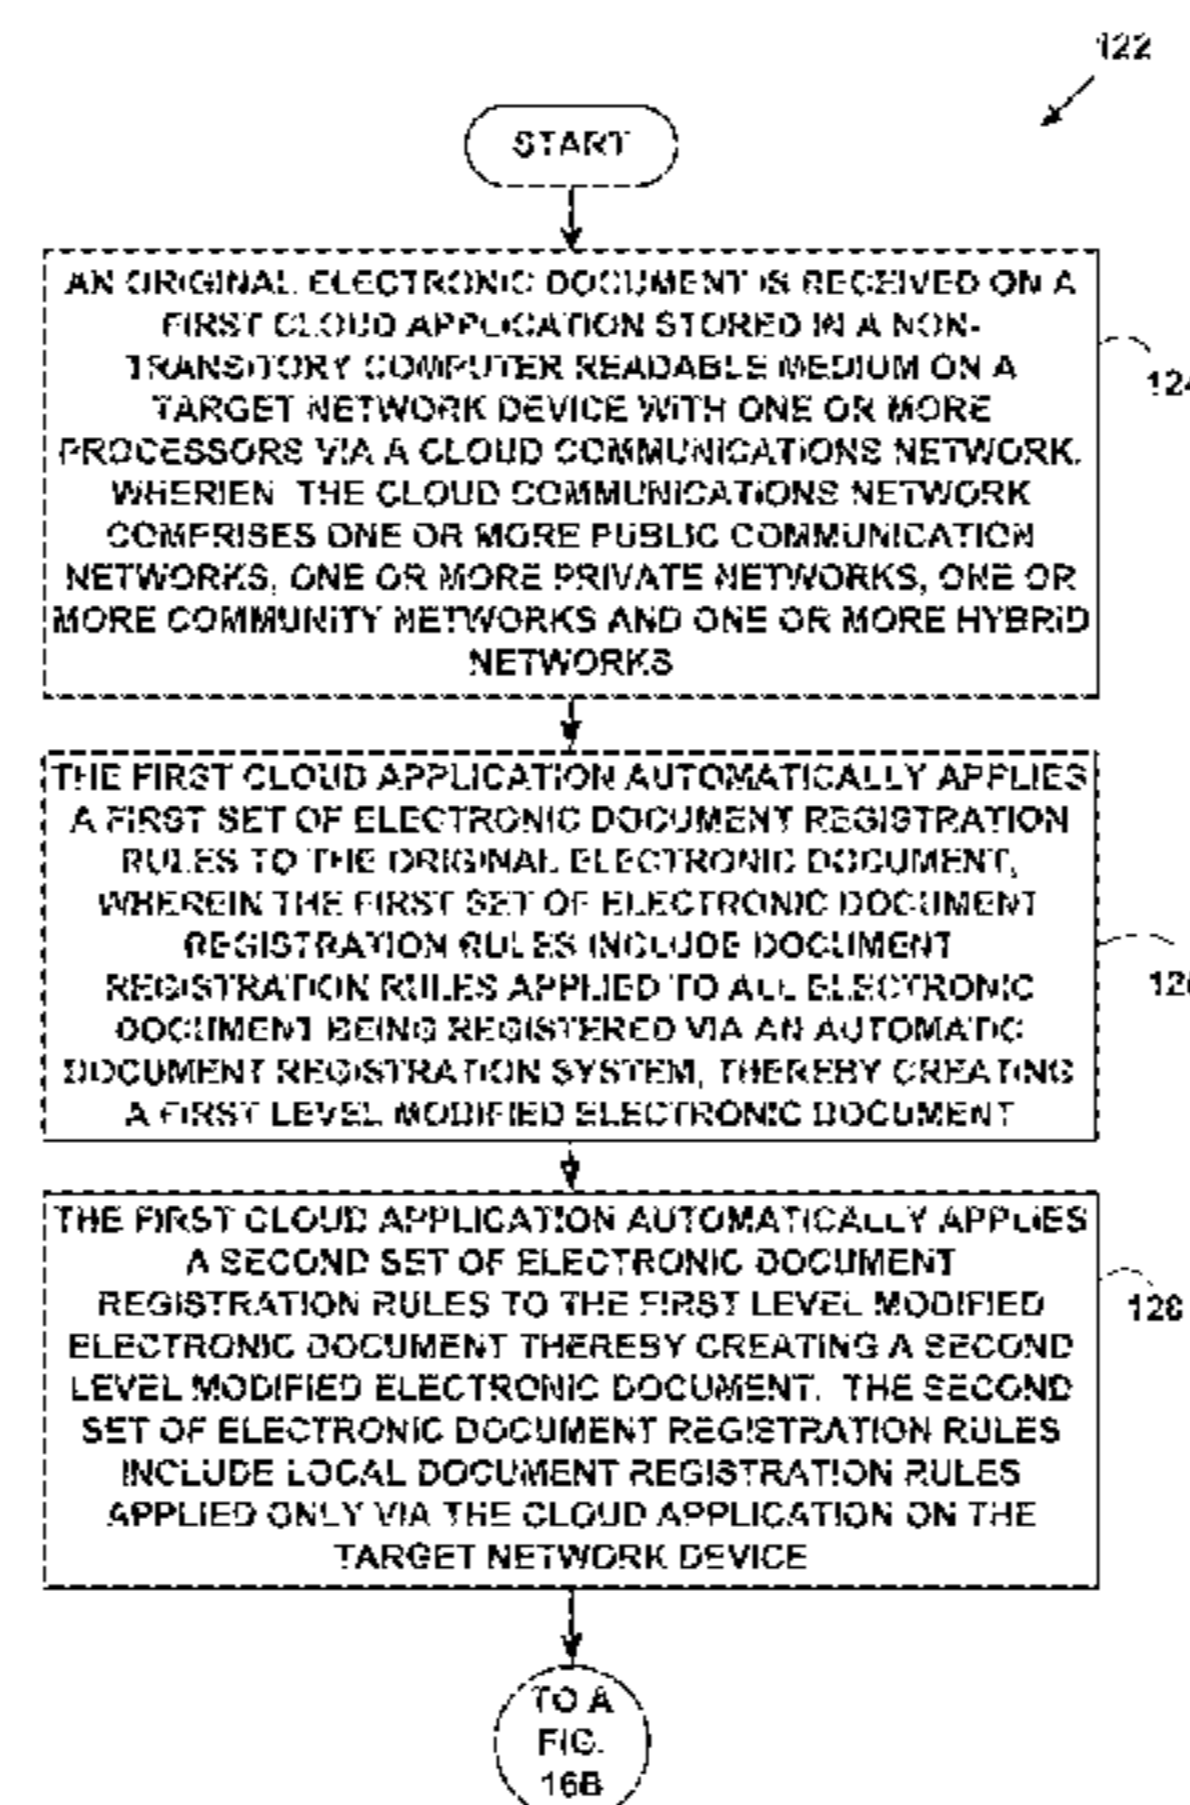 122
START
AN ORIGINAL ELECTRONIC DOCUMENT IS RECEIVED ON A
FIRST CLOUD APPLICATION STORED IN A NON-
TRANSITORY COMPUTER READABLE MEDIUM ON A
TARGET NETWORK DEVICE WITH ONE OR MORE
PROCESSORS VIA A CLOUD COMMUNICATIONS NETWORK,
WHERIEN THE CLOUD COMMUNICATIONS NETWORK
COMPRISES ONE OR MORE PUBLIC COMMUNICATION
NETWORKS, ONE OR MORE PRIVATE NETWORKS, ONE OR
MORE COMMUNITY NETWORKS AND ONE OR MORE HYBRID
NETWORKS
124
THE FIRST CLOUD APPLICATION AUTOMATICALLY APPLIES
A FIRST SET OF ELECTRONIC DOCUMENT REGISTRATION
RULES TO THE ORIGINAL ELECTRONIC DOCUMENT,
WHEREIN THE FIRST SET OF ELECTRONIC DOCUMENT
REGISTRATION RULES INCLUDE DOCUMENT
REGISTRATION RULES APPLIED TO ALL ELECTRONIC
DOCUMENT BEING REGISTERED VIA AN AUTOMATIC
DOCUMENT REGISTRATION SYSTEM, THEREBY CREATING
A FIRST LEVEL MODIFIED ELECTRONIC DOCUMENT
126
THE FIRST CLOUD APPLICATION AUTOMATICALLY APPLIES
A SECOND SET OF ELECTRONIC DOCUMENT
REGISTRATION RULES TO THE FIRST LEVEL MODIFIED
ELECTRONIC DOCUMENT THEREBY CREATING A SECOND
LEVEL MODIFIED ELECTRONIC DOCUMENT. THE SECOND
SET OF ELECTRONIC DOCUMENT REGISTRATION RULES
INCLUDE LOCAL DOCUMENT REGISTRATION RULES
APPLIED ONLY VIA THE CLOUD APPLICATION ON THE
TARGET NETWORK DEVICE
128
TO A
FIG.
16B